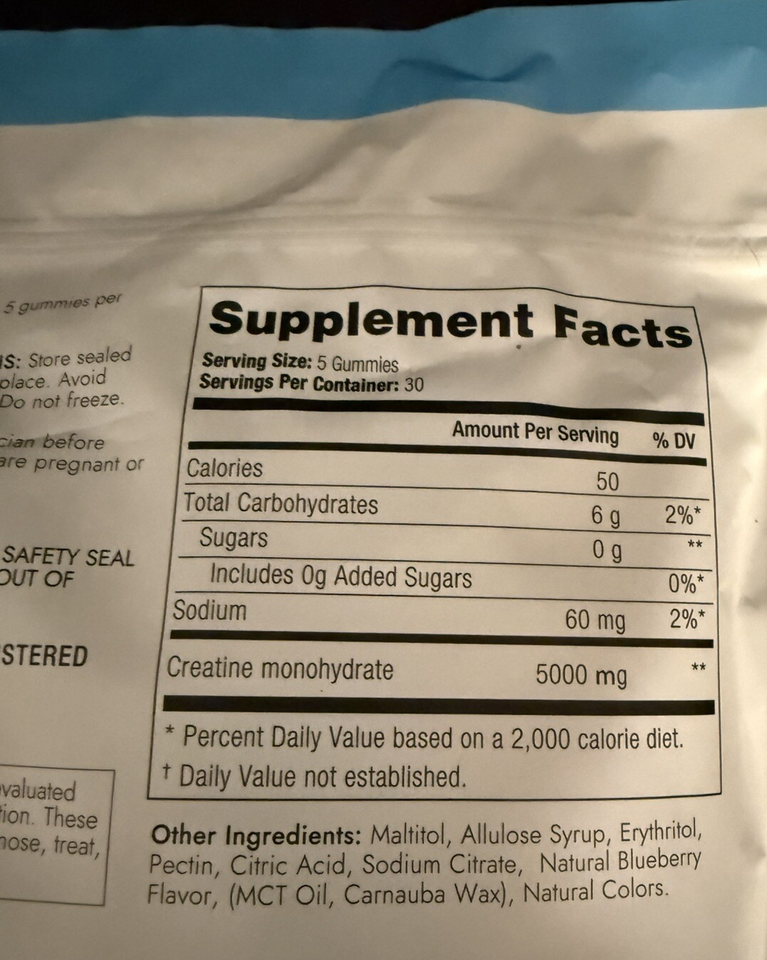 5 gummies per
S: Store sealed
place. Avoid
Do not freeze.
before
are pregnant or
SAFETY SEAL
OUT OF
Supplement Facts
Serving Size: 5 Gummies
Servings Per Container: 30
Amount Per Serving % DV
Calories 50
Total Carbohydrates 6 g 2%*
Sugars 0 g **
Includes 0g Added Sugars 0%*
Sodium 60 mg 2%*
Creatine monohydrate 5000 mg **
* Percent Daily Value based on a 2,000 calorie diet.
† Daily Value not established.
Other Ingredients: Maltitol, Allulose Syrup, Erythritol,
Pectin, Citric Acid, Sodium Citrate, Natural Blueberry
Flavor, (MCT Oil, Carnauba Wax), Natural Colors.
STERED
valuated
tion. These
nose, treat,